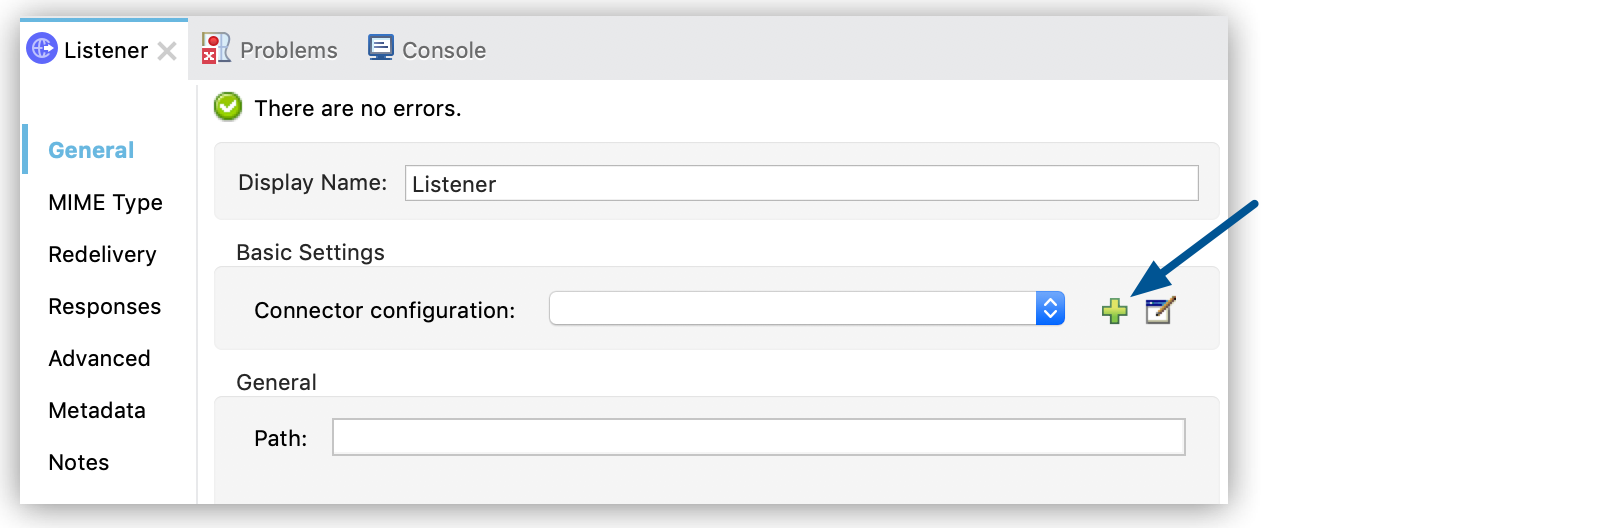 Listener Problems Console
There are no errors.
General
MIME Type
Redelivery
Responses
Advanced
Metadata
Notes
Display Name: Listener
Basic Settings
Connector configuration:
General
Path: